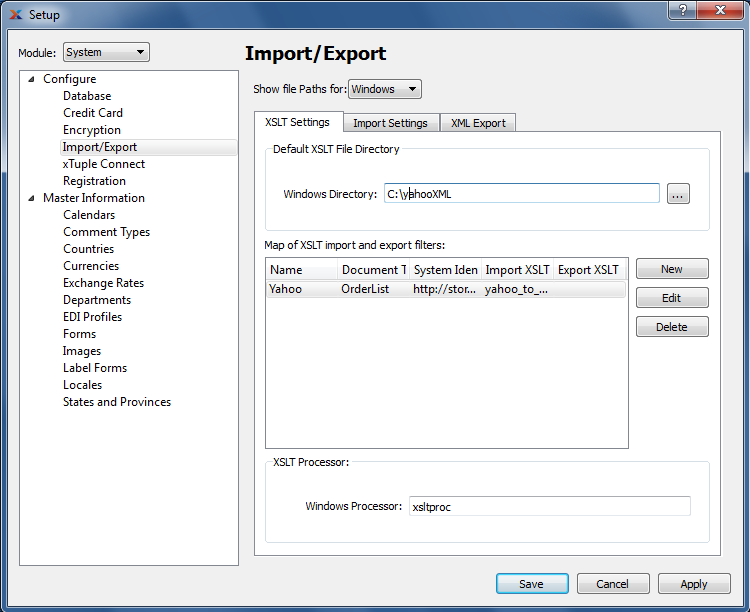 Setup
Module: System
Import/Export
Configure
Database
Credit Card
Encryption
Import/Export
xTuple Connect
Registration
Master Information
Calendars
Comment Types
Countries
Currencies
Exchange Rates
Departments
EDI Profiles
Forms
Images
Label Forms
Locales
States and Provinces
Show file Paths for: Windows
XSLT Settings Import Settings XML Export
Default XSLT File Directory
Windows Directory: C:\yahooXML ...
Map of XSLT import and export filters:
Name Document T System Iden Import XSLT Export XSLT
Yahoo OrderList http://stor... yahoo_to_...
New
Edit
Delete
XSLT Processor:
Windows Processor: xsltproc
Save Cancel Apply